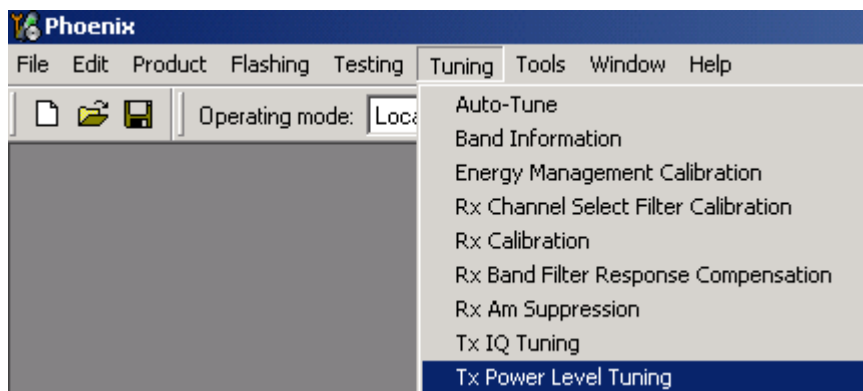 Phoenix
File Edit Product Flashing Testing Tuning Tools Window Help
Operating mode: Loca
Auto-Tune
Band Information
Energy Management Calibration
Rx Channel Select Filter Calibration
Rx Calibration
Rx Band Filter Response Compensation
Rx Am Suppression
Tx IQ Tuning
Tx Power Level Tuning